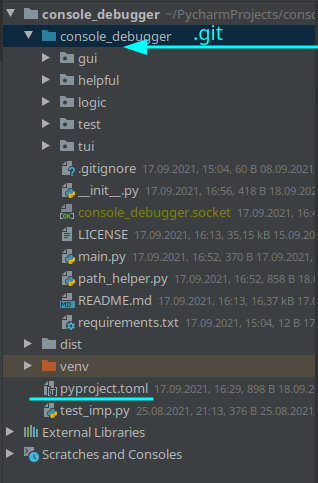 console_debugger ~/PycharmProjects/conso
console_debugger .git
gui
helpful
logic
test
tui
.gitignore 17.09.2021, 15:04, 60 B 08.09.2021
__init__.py 17.09.2021, 16:56, 418 B 18.09.20
console_debugger.socket 17.09.2021, 16:4
LICENSE 17.09.2021, 16:13, 35,15 kB 15.09.20
main.py 17.09.2021, 16:52, 370 B 17.09.20
path_helper.py 17.09.2021, 16:52, 858 B 18.0
README.md 17.09.2021, 16:13, 16,37 kB 17.0
requirements.txt 17.09.2021, 15:04, 12 B 17
dist
venv
pyproject.toml 17.09.2021, 16:29, 898 B 18.09.2
test_imp.py 25.08.2021, 21:13, 376 B 25.08.2021,
External Libraries
Scratches and Consoles